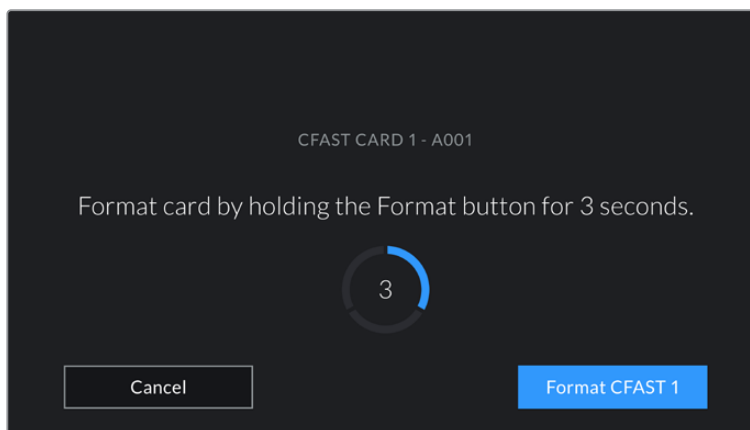 CFAST CARD 1 - A001
Format card by holding the Format button for 3 seconds.
3
Cancel
Format CFAST 1